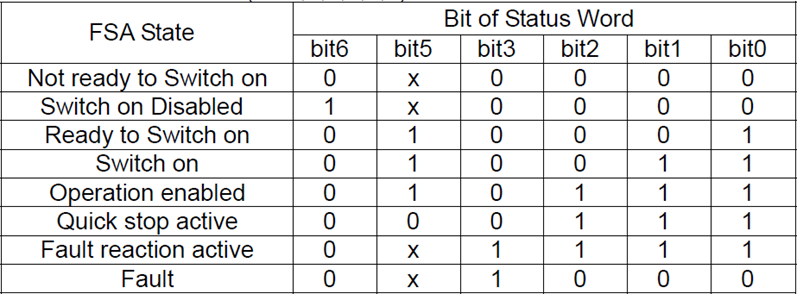 FSA State Bit of Status Word
bit6 bit5 bit3 bit2 bit1 bit0
Not ready to Switch on 0 x 0 0 0 0
Switch on Disabled 1 x 0 0 0 0
Ready to Switch on 0 1 0 0 0 1
Switch on 0 1 0 0 1 1
Operation enabled 0 1 0 1 1 1
Quick stop active 0 0 0 1 1 1
Fault reaction active 0 x 1 1 1 1
Fault 0 x 1 0 0 0